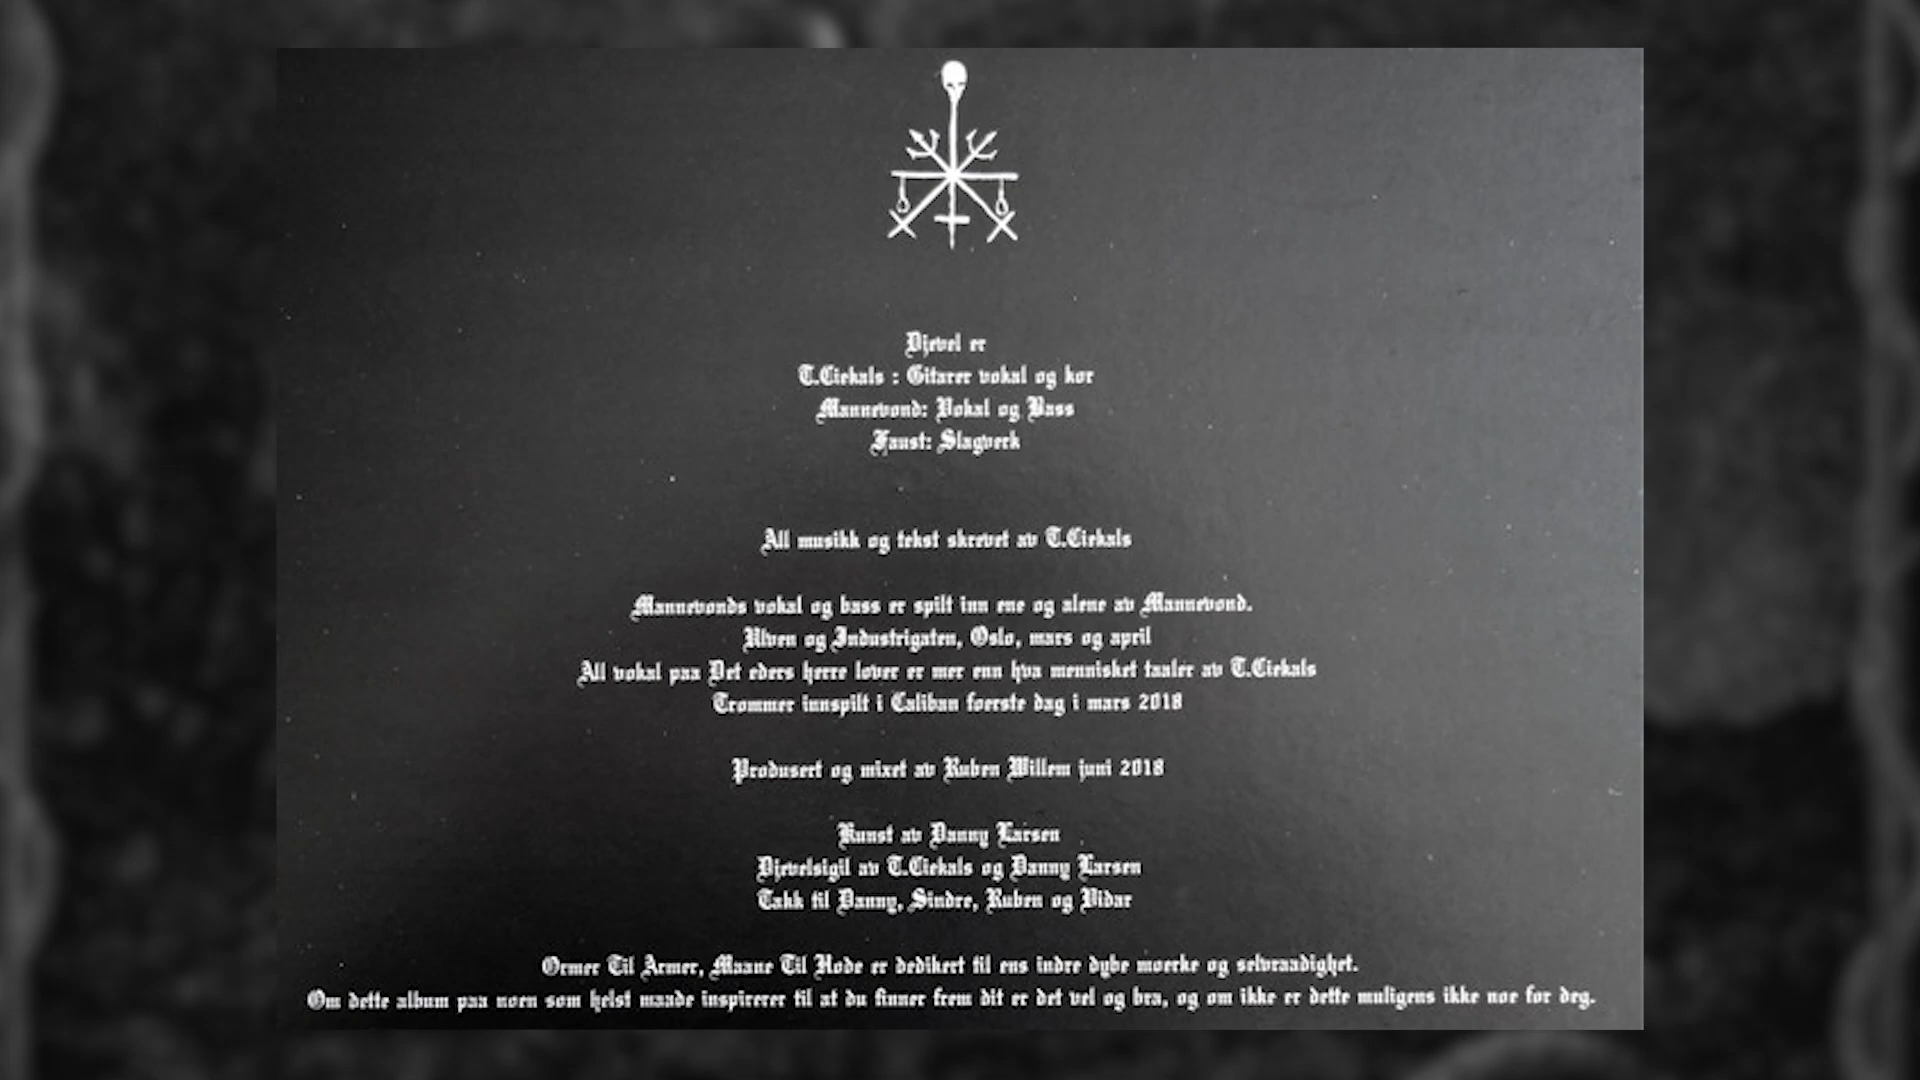 Djevel er
T.Ciekals : Gitarer vokal og kor
Mannevond: Vokal og Bass
Faust: Slagverk
All musikk og tekst skrevet av T.Ciekals
Mannevonds vokal og bass er spilt inn ene og alene av Mannevond.
Ulven og Industrigaten, Oslo, mars og april
All vokal paa Det eders herre lover er mer enn hva mennisket taaler av T.Ciekals
Trommer innspilt i Caliban foerste dag i mars 2018
Produsert og mixet av Ruben Willem juni 2018
Kunst av Danny Larsen
Djevelsigil av T.Ciekals og Danny Larsen
Takk til Danny, Sindre, Ruben og Vidar
Ormer Til Armer, Maane Til Hode er dedikert til ens indre dybe moerke og selvraadighet.
Om dette album paa noen som helst maade inspirerer til at du finner frem dit er det vel og bra, og om ikke er dette muligens ikke noe for deg.